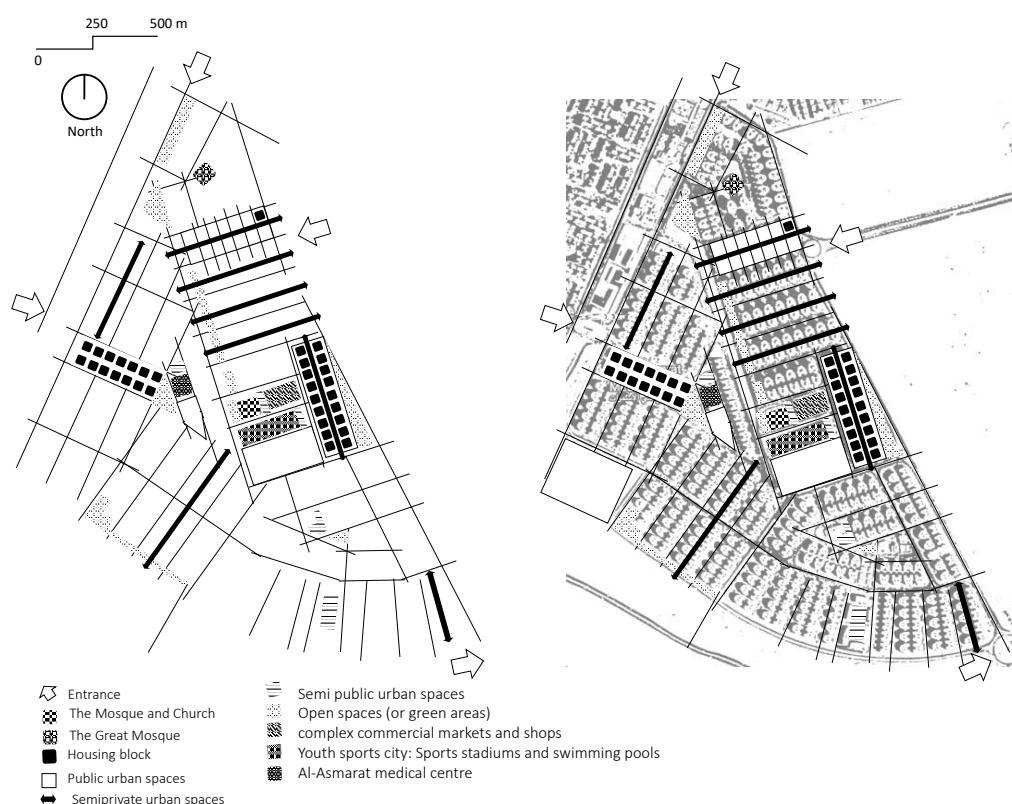 250 500 m
0
North
Entrance
The Mosque and Church
The Great Mosque
Housing block
Public urban spaces
Semiprivate urban spaces
Semi public urban spaces
Open spaces (or green areas)
complex commercial markets and shops
Youth sports city: Sports stadiums and swimming pools
Al-Asmarat medical centre